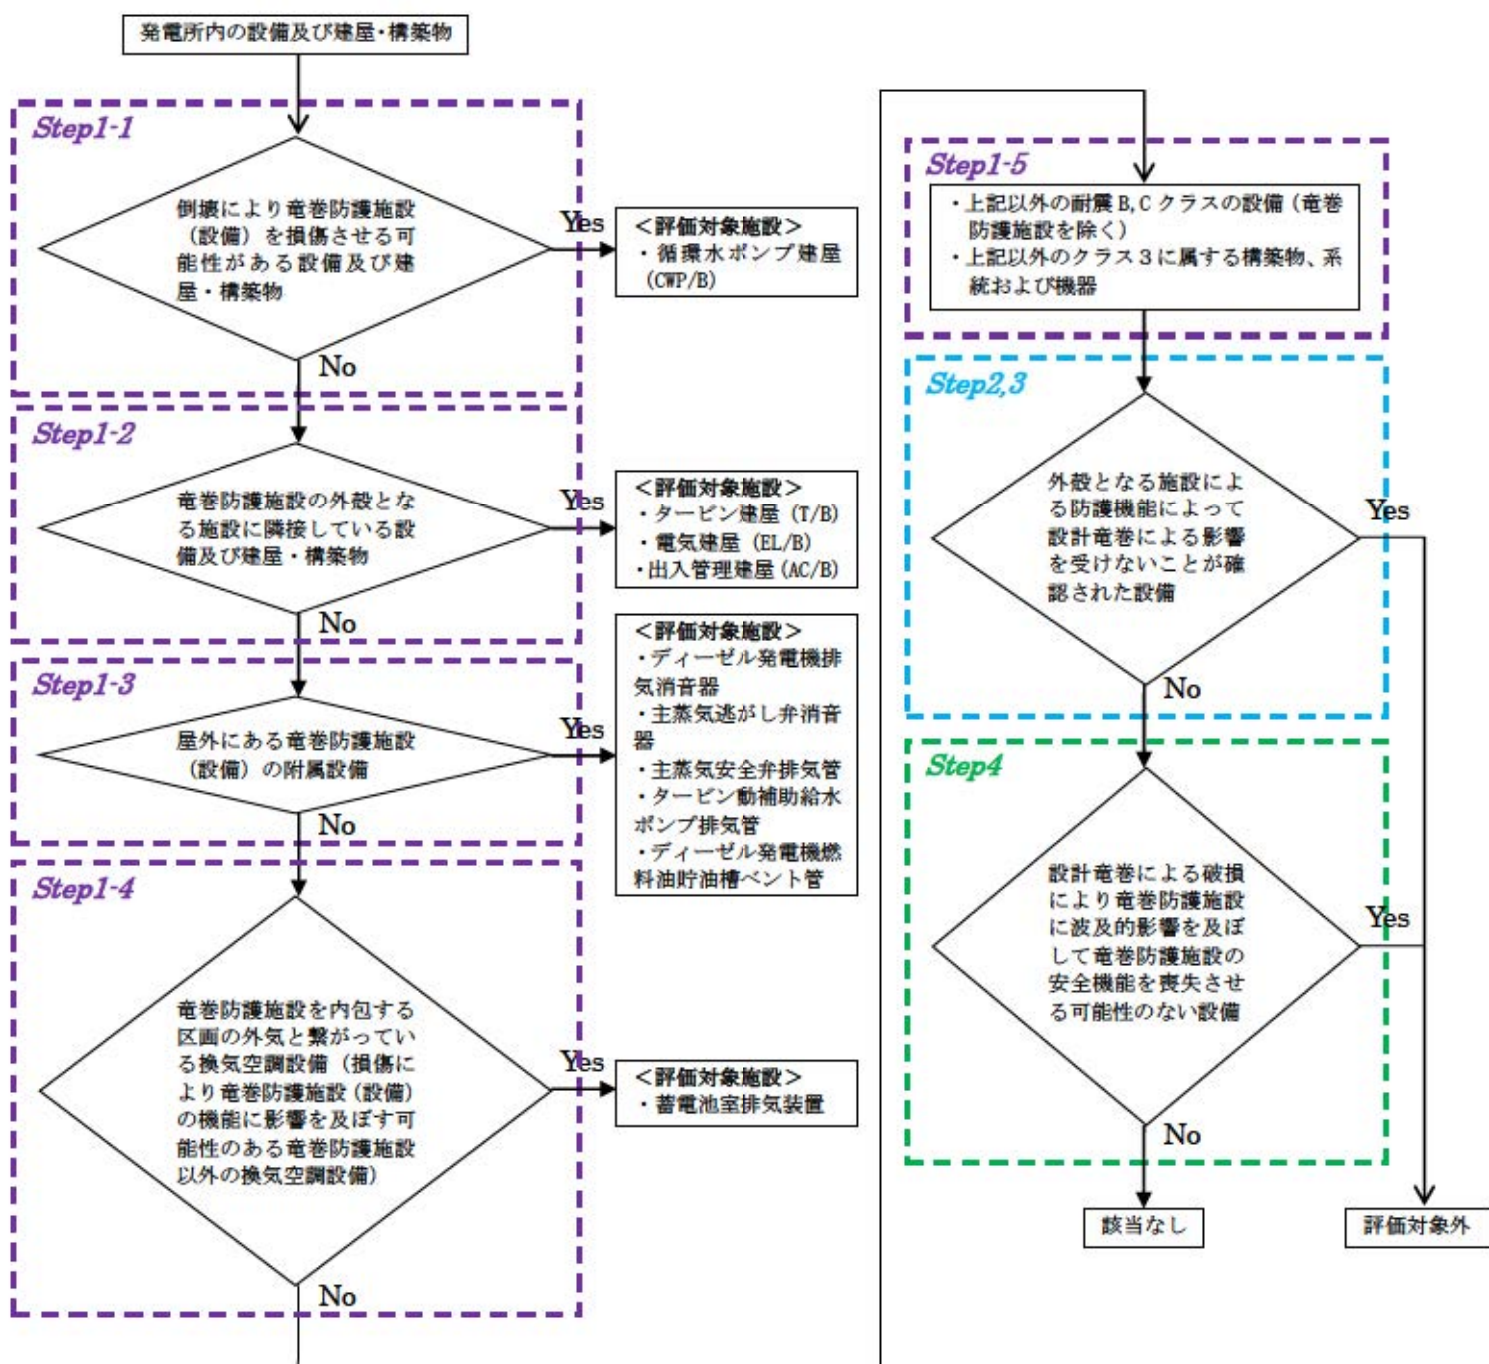 発電所内の設備及び建屋・構築物
Step1-1
倒壊により竜巻防護施設
（設備）を損傷させる可
能性がある設備及び建
屋・構築物
Yes
＜評価対象施設＞
・循環水ポンプ建屋
(CWP/B)
No
Step1-2
竜巻防護施設の外殻とな
る施設に隣接している設
備及び建屋・構築物
Yes
＜評価対象施設＞
・タービン建屋 (T/B)
・電気建屋 (EL/B)
・出入管理建屋 (AC/B)
No
Step1-3
屋外にある竜巻防護施設
（設備）の附属設備
Yes
＜評価対象施設＞
・ディーゼル発電機排
気消音器
・主蒸気逃がし弁消音
器
・主蒸気安全弁排気管
・タービン動補助給水
ポンプ排気管
・ディーゼル発電機燃
料油貯油槽ベント管
No
Step1-4
竜巻防護施設を内包する
区画の外気と繋がってい
る換気空調設備（損傷に
より竜巻防護施設(設備)
の機能に影響を及ぼす可
能性のある竜巻防護施設
以外の換気空調設備）
Yes
＜評価対象施設＞
・蓄電池室排気装置
No
Step1-5
・上記以外の耐震 B,C クラスの設備（竜巻
防護施設を除く）
・上記以外のクラス３に属する構築物、系
統および機器
Step2,3
外殻となる施設によ
る防護機能によって
設計竜巻による影響
を受けないことが確
認された設備
Yes
No
Step4
設計竜巻による破損
により竜巻防護施設
に波及的影響を及ぼ
して竜巻防護施設の
安全機能を喪失させ
る可能性のない設備
Yes
No
該当なし
評価対象外